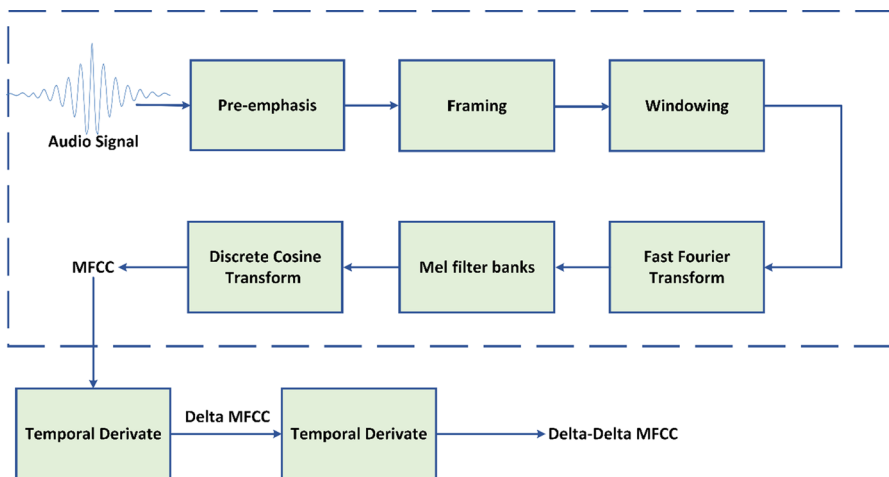 Audio Signal
Pre-emphasis
Framing
Windowing
Fast Fourier
Transform
Mel filter banks
Discrete Cosine
Transform
MFCC
Temporal Derivate
Delta MFCC
Temporal Derivate
Delta-Delta MFCC